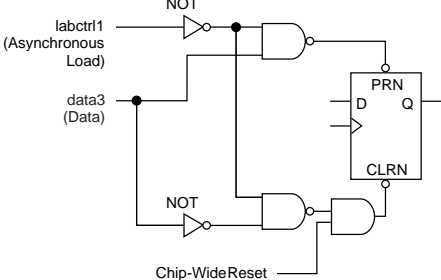 NOT
labctrl1
(Asynchronous
Load)
PRN
D Q
data3
(Data)
CLRN
NOT
Chip-Wide Reset